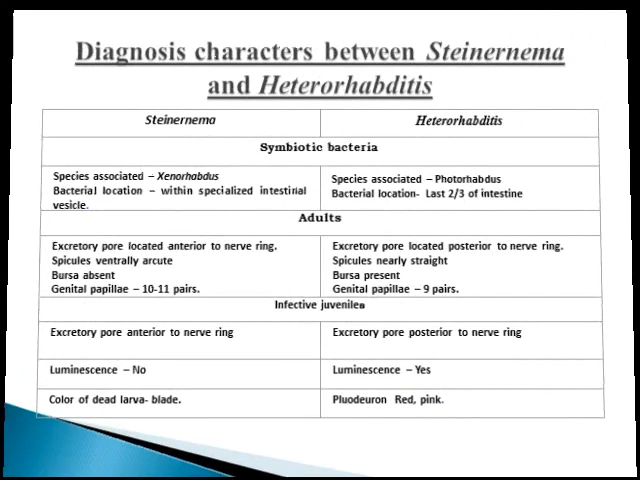 Diagnosis characters between Steinernema
and Heterorhabditis
Steinernema
Heterorhabditis
Symbiotic bacteria
Species associated – Xenorhabdus
Bacterial location – within specialized intestinal
vesicle.
Species associated – Photorhabdus
Bacterial location- Last 2/3 of intestine
Adults
Excretory pore located anterior to nerve ring.
Spicules ventrally arcute
Bursa absent
Genital papillae – 10-11 pairs.
Excretory pore located posterior to nerve ring.
Spicules nearly straight
Bursa present
Genital papillae – 9 pairs.
Infective juveniles
Excretory pore anterior to nerve ring
Excretory pore posterior to nerve ring
Luminescence – No
Luminescence – Yes
Color of dead larva- blade.
Pluodeuron Red, pink.